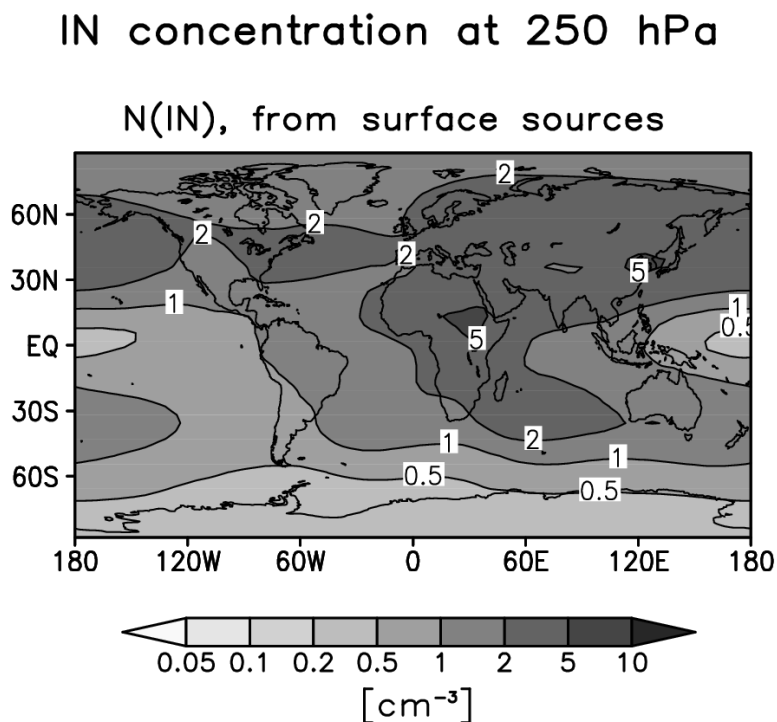 IN concentration at 250 hPa
N(IN), from surface sources
2
60N
2
2
2
30N
5
1
1
0.5
EQ
5
30S
1
2
1
60S
0.5
0.5
180 120W 60W 0 60E 120E 180
0.05 0.1 0.2 0.5 1 2 5 10
[cm⁻³]